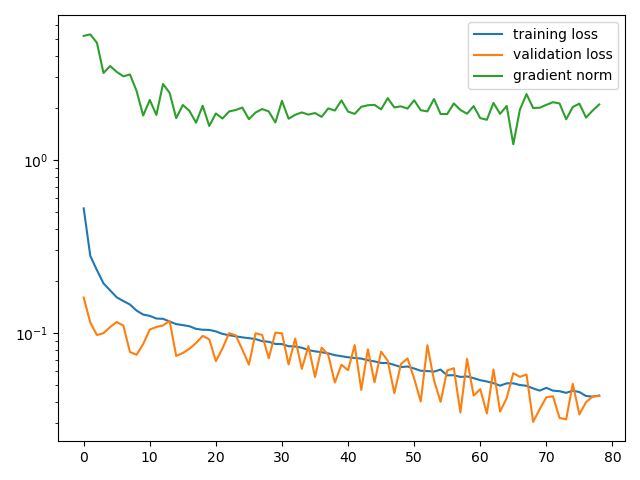 training loss
validation loss
gradient norm
10⁰
10⁻¹
0 10 20 30 40 50 60 70 80